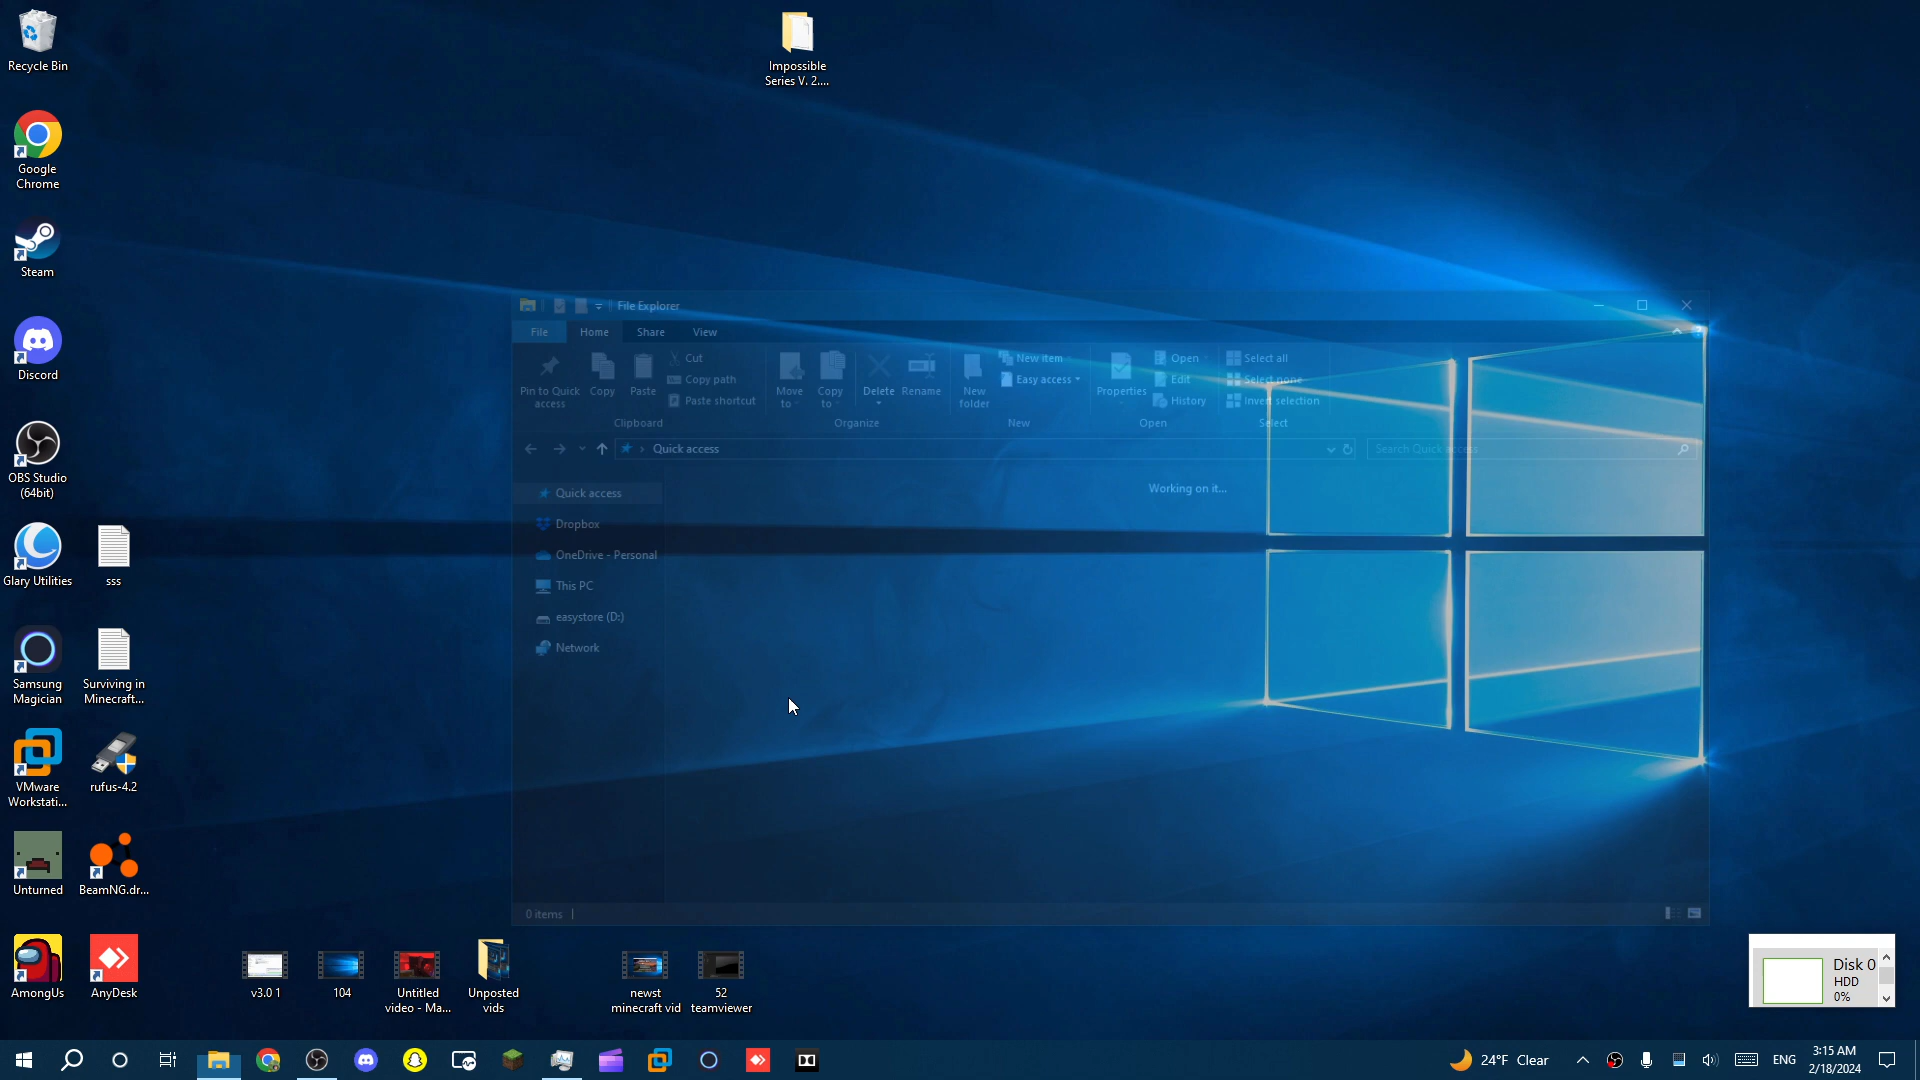 Recycle Bin
Impossible
Series V. 2....
Google
Chrome
Steam
Discord
OBS Studio
(64bit)
Glary Utilities
sss
Samsung
Magician
Surviving in
Minecraft...
VMware
Workstati...
rufus-4.2
Unturned
BeamNG.dr...
AmongUs
AnyDesk
File Explorer
File
Home
Share
View
Pin to Quick
access
Copy
Paste
Cut
Copy path
Paste shortcut
Clipboard
Move
to
Copy
to
Delete
Rename
Organize
New
folder
New item
Easy access
New
Properties
Open
Edit
History
Open
Select all
Select none
Invert selection
Select
Quick access
Search Quick access
Quick access
Dropbox
OneDrive - Personal
This PC
easystore (D:)
Network
Working on it...
0 items
v3.0 1
104
Untitled
video - Ma...
Unposted
vids
newst
minecraft vid
52
teamviewer
Disk 0
HDD
0%
24°F Clear
ENG
3:15 AM
2/18/2024